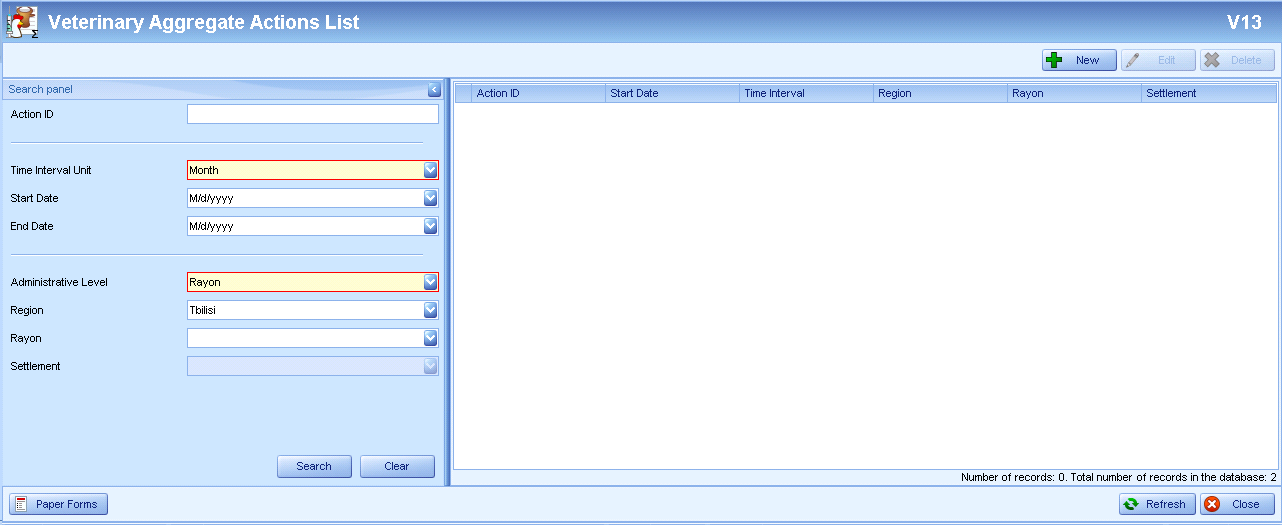 Veterinary Aggregate Actions List
V13
New
Edit
Delete
Search panel
Action ID
Time Interval Unit
Month
Start Date
M/d/yyyy
End Date
M/d/yyyy
Administrative Level
Rayon
Region
Tbilisi
Rayon
Settlement
Search
Clear
Action ID
Start Date
Time Interval
Region
Rayon
Settlement
Number of records: 0. Total number of records in the database: 2
Paper Forms
Refresh
Close